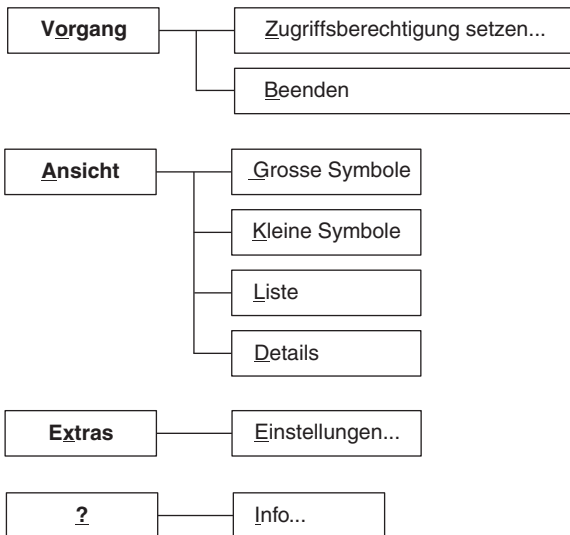 Vorgang
Zugriffsberechtigung setzen...
Beenden
Ansicht
Grosse Symbole
Kleine Symbole
Liste
Details
Extras
Einstellungen...
?
Info...